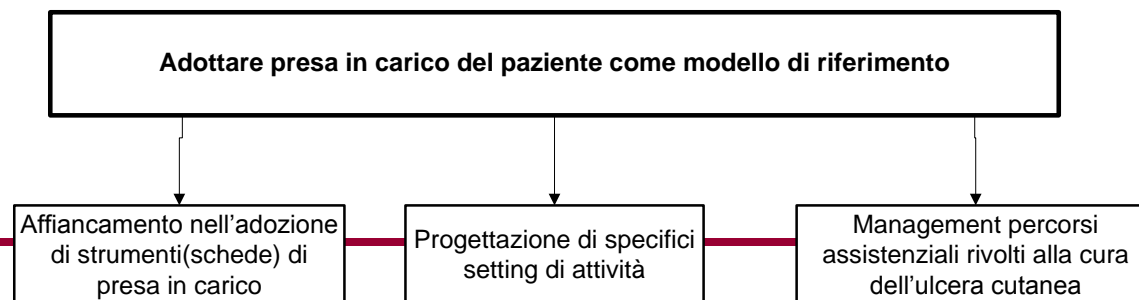 Adottare presa in carico del paziente come modello di riferimento
Affiancamento nell'adozione
di strumenti(schede) di
presa in carico
Progettazione di specifici
setting di attività
Management percorsi
assistenziali rivolti alla cura
dell'ulcera cutanea